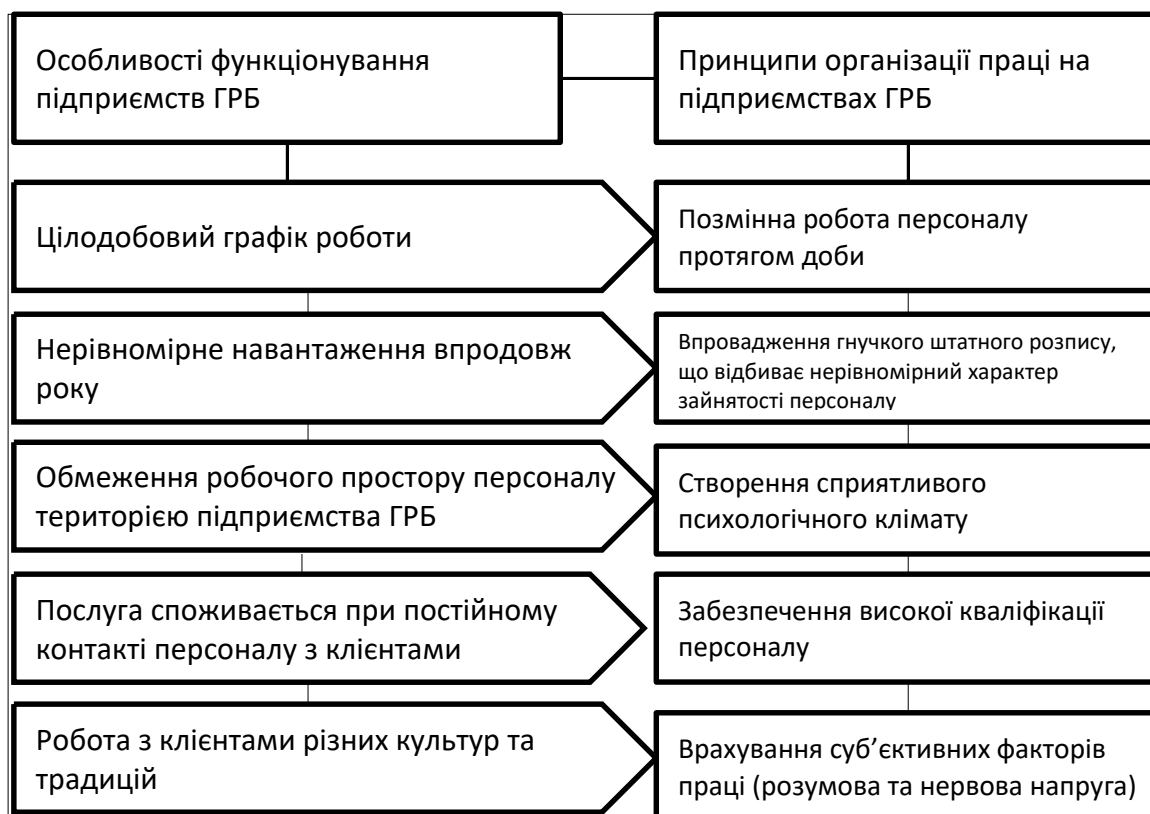 Особливості функціонування
підприємств ГРБ
Принципи організації праці на
підприємствах ГРБ
Цілодобовий графік роботи
Позмінна робота персоналу
протягом доби
Нерівномірне навантаження впродовж
року
Впровадження гнучкого штатного розпису,
що відбиває нерівномірний характер
зайнятості персоналу
Обмеження робочого простору персоналу
територією підприємства ГРБ
Створення сприятливого
психологічного клімату
Послуга споживається при постійному
контакті персоналу з клієнтами
Забезпечення високої кваліфікації
персоналу
Робота з клієнтами різних культур та
традицій
Врахування суб’єктивних факторів
праці (розумова та нервова напруга)